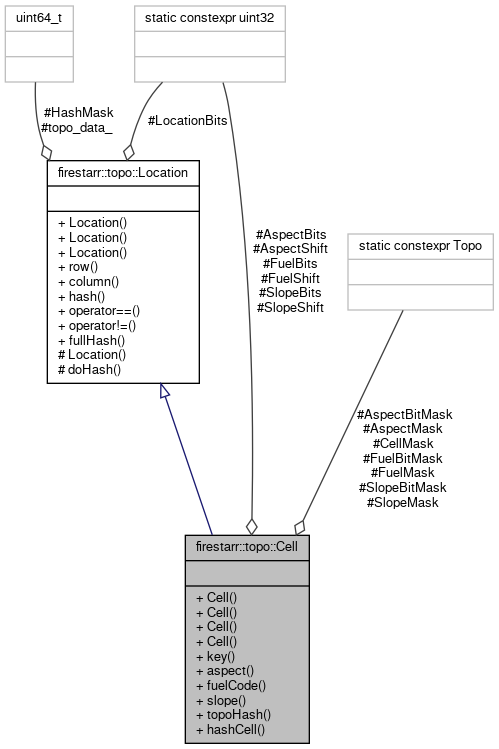 uint64_t
static constexpr uint32
#HashMask
#topo_data_
#LocationBits
firestarr::topo::Location
+ Location()
+ Location()
+ Location()
+ row()
+ column()
+ hash()
+ operator==()
+ operator!=()
+ fullHash()
# Location()
# doHash()
#AspectBits
#AspectShift
#FuelBits
#FuelShift
#SlopeBits
#SlopeShift
static constexpr Topo
#AspectBitMask
#AspectMask
#CellMask
#FuelBitMask
#FuelMask
#SlopeBitMask
#SlopeMask
firestarr::topo::Cell
+ Cell()
+ Cell()
+ Cell()
+ Cell()
+ key()
+ aspect()
+ fuelCode()
+ slope()
+ topoHash()
+ hashCell()